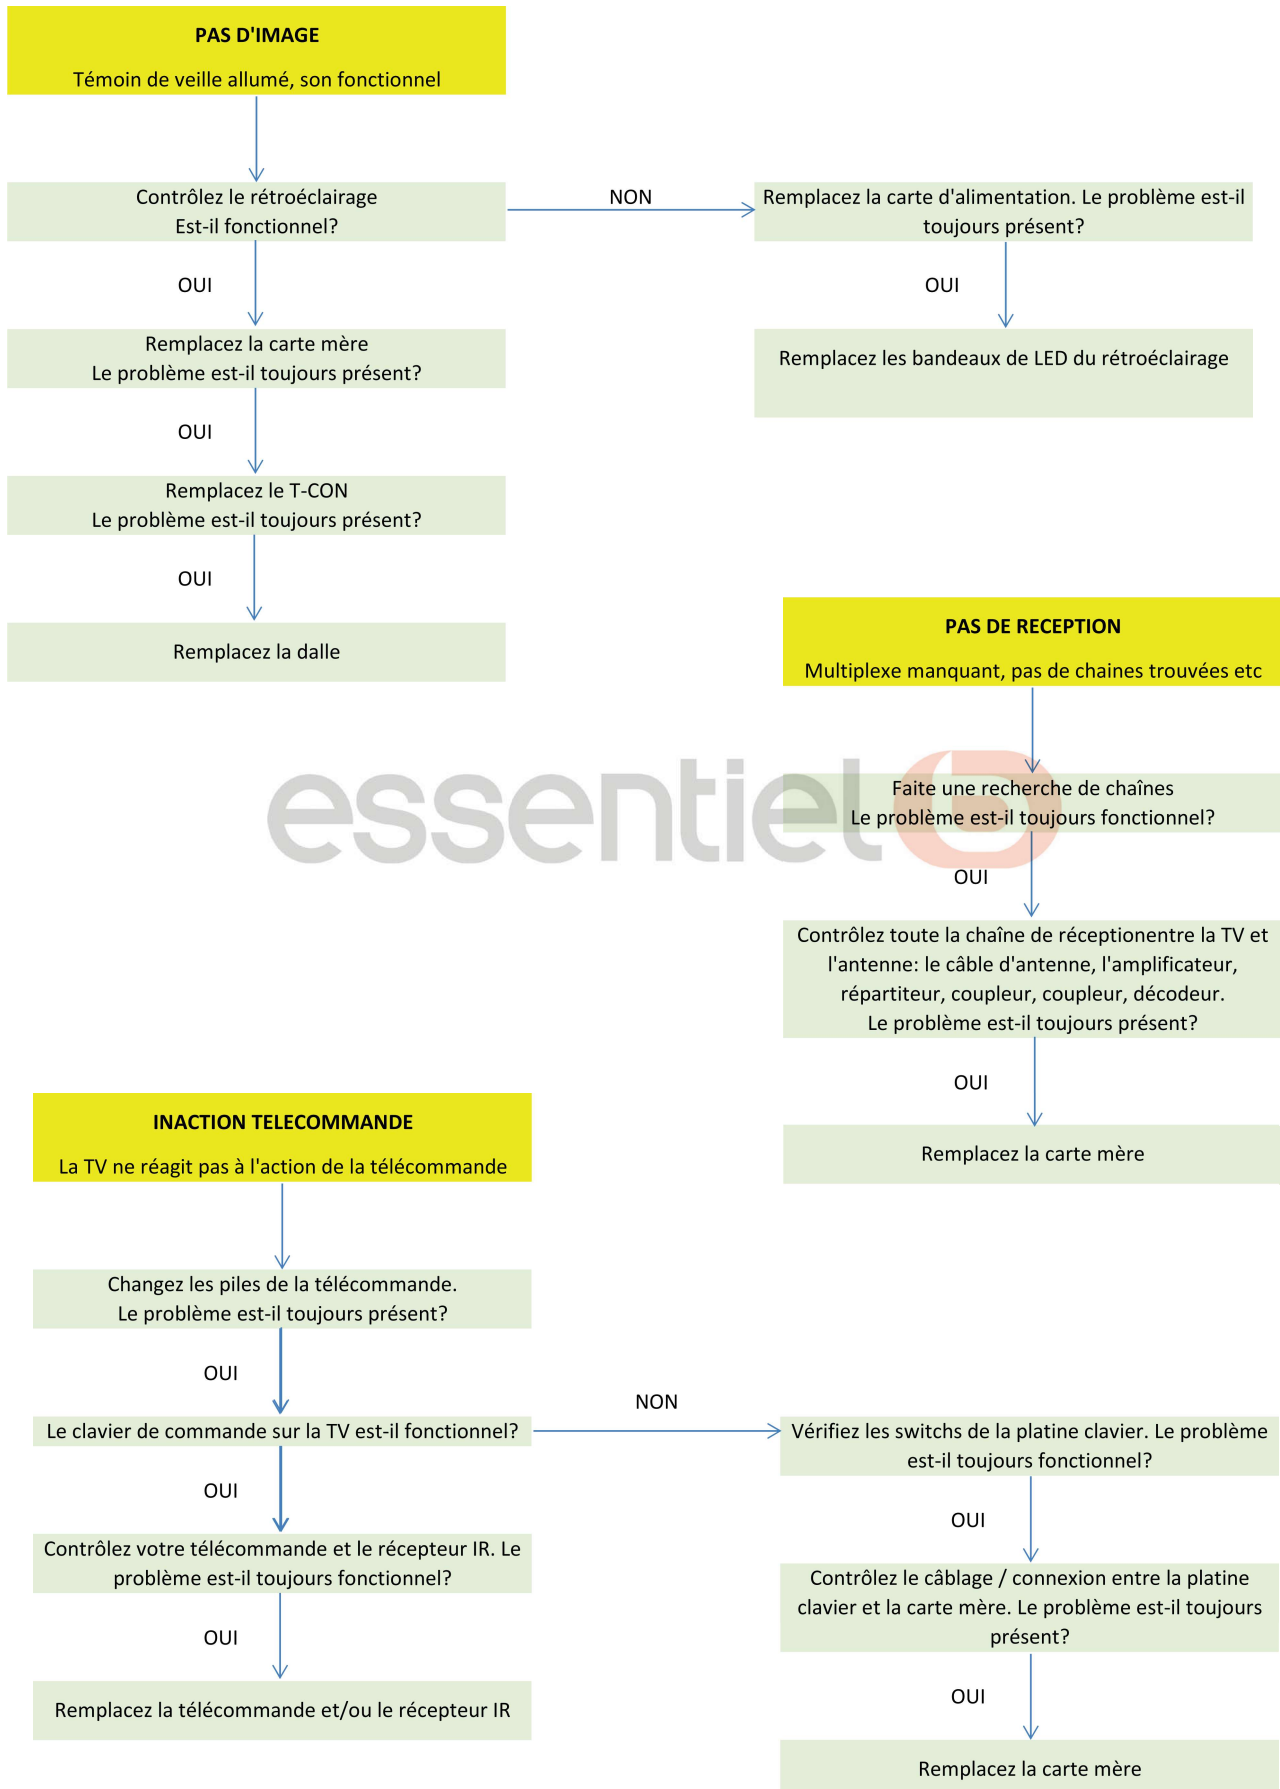 PAS D'IMAGE
Témoin de veille allumé, son fonctionnel
Contrôlez le rétroéclairage
Est-il fonctionnel?
NON
Remplacez la carte d'alimentation. Le problème est-il
toujours présent?
OUI
OUI
Remplacez la carte mère
Le problème est-il toujours présent?
Remplacez les bandeaux de LED du rétroéclairage
OUI
Remplacez le T-CON
Le problème est-il toujours présent?
OUI
Remplacez la dalle
PAS DE RECEPTION
Multiplexe manquant, pas de chaines trouvées etc
essentiel b
Faite une recherche de chaînes
Le problème est-il toujours fonctionnel?
OUI
Contrôlez toute la chaîne de réceptionentre la TV et
l'antenne: le câble d'antenne, l'amplificateur,
répartiteur, coupleur, coupleur, décodeur.
Le problème est-il toujours présent?
OUI
Remplacez la carte mère
INACTION TELECOMMANDE
La TV ne réagit pas à l'action de la télécommande
Changez les piles de la télécommande.
Le problème est-il toujours présent?
OUI
Le clavier de commande sur la TV est-il fonctionnel?
NON
Vérifiez les switchs de la platine clavier. Le problème
est-il toujours fonctionnel?
OUI
OUI
Contrôlez votre télécommande et le récepteur IR. Le
problème est-il toujours fonctionnel?
Contrôlez le câblage / connexion entre la platine
clavier et la carte mère. Le problème est-il toujours
présent?
OUI
OUI
Remplacez la télécommande et/ou le récepteur IR
Remplacez la carte mère